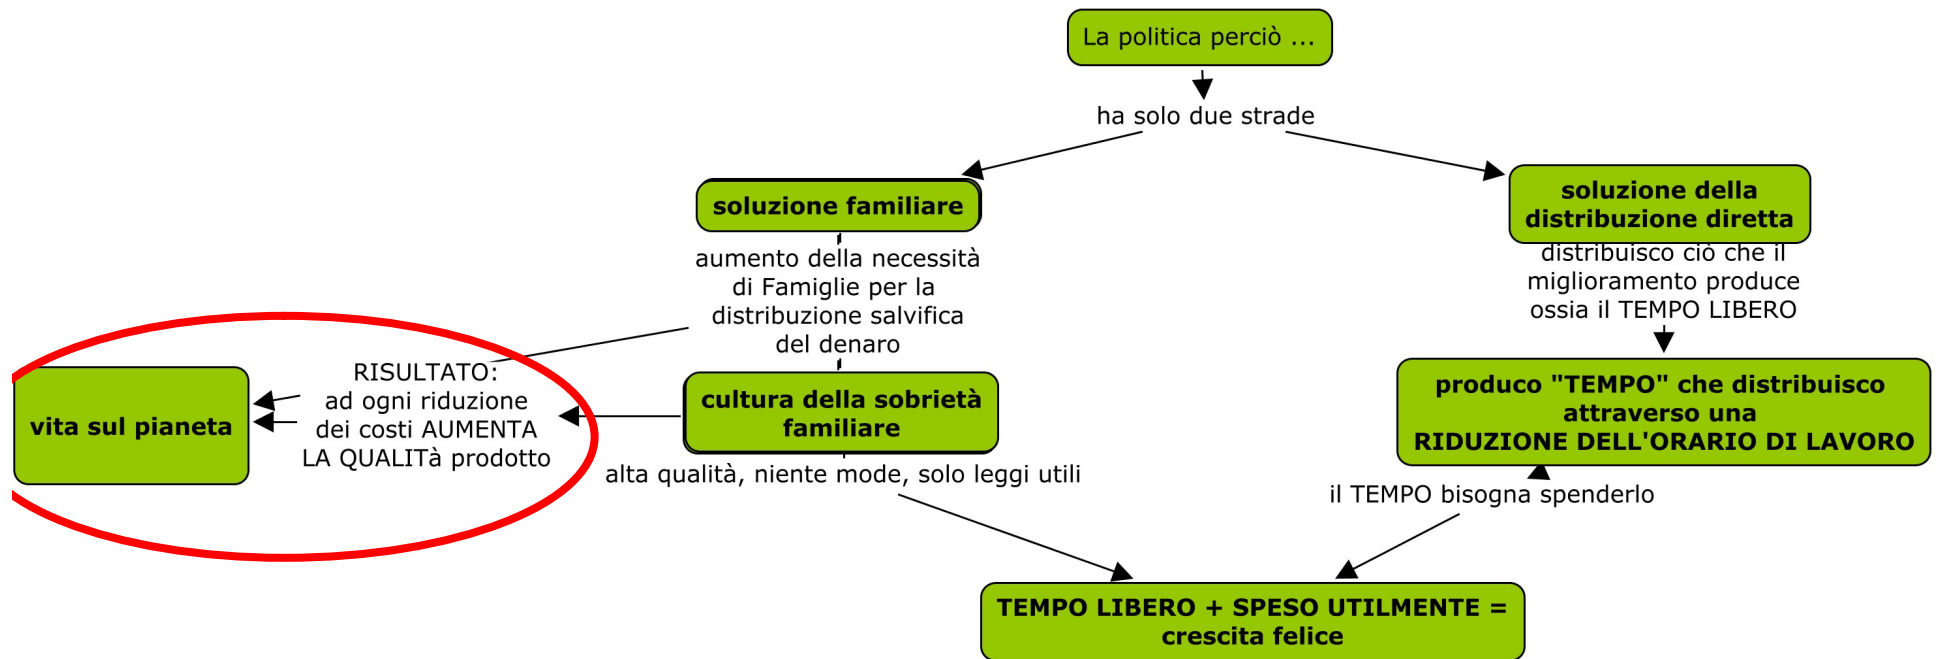 La politica perciò ...
ha solo due strade
soluzione familiare
soluzione della
distribuzione diretta
aumento della necessità
di Famiglie per la
distribuzione salvifica
del denaro
distribuisco ciò che il
miglioramento produce
ossia il TEMPO LIBERO
vita sul pianeta
RISULTATO:
ad ogni riduzione
dei costi AUMENTA
LA QUALITà prodotto
cultura della sobrietà
familiare
produco "TEMPO" che distribuisco
attraverso una
RIDUZIONE DELL'ORARIO DI LAVORO
alta qualità, niente mode, solo leggi utili
il TEMPO bisogna spenderlo
TEMPO LIBERO + SPESO UTILMENTE =
crescita felice